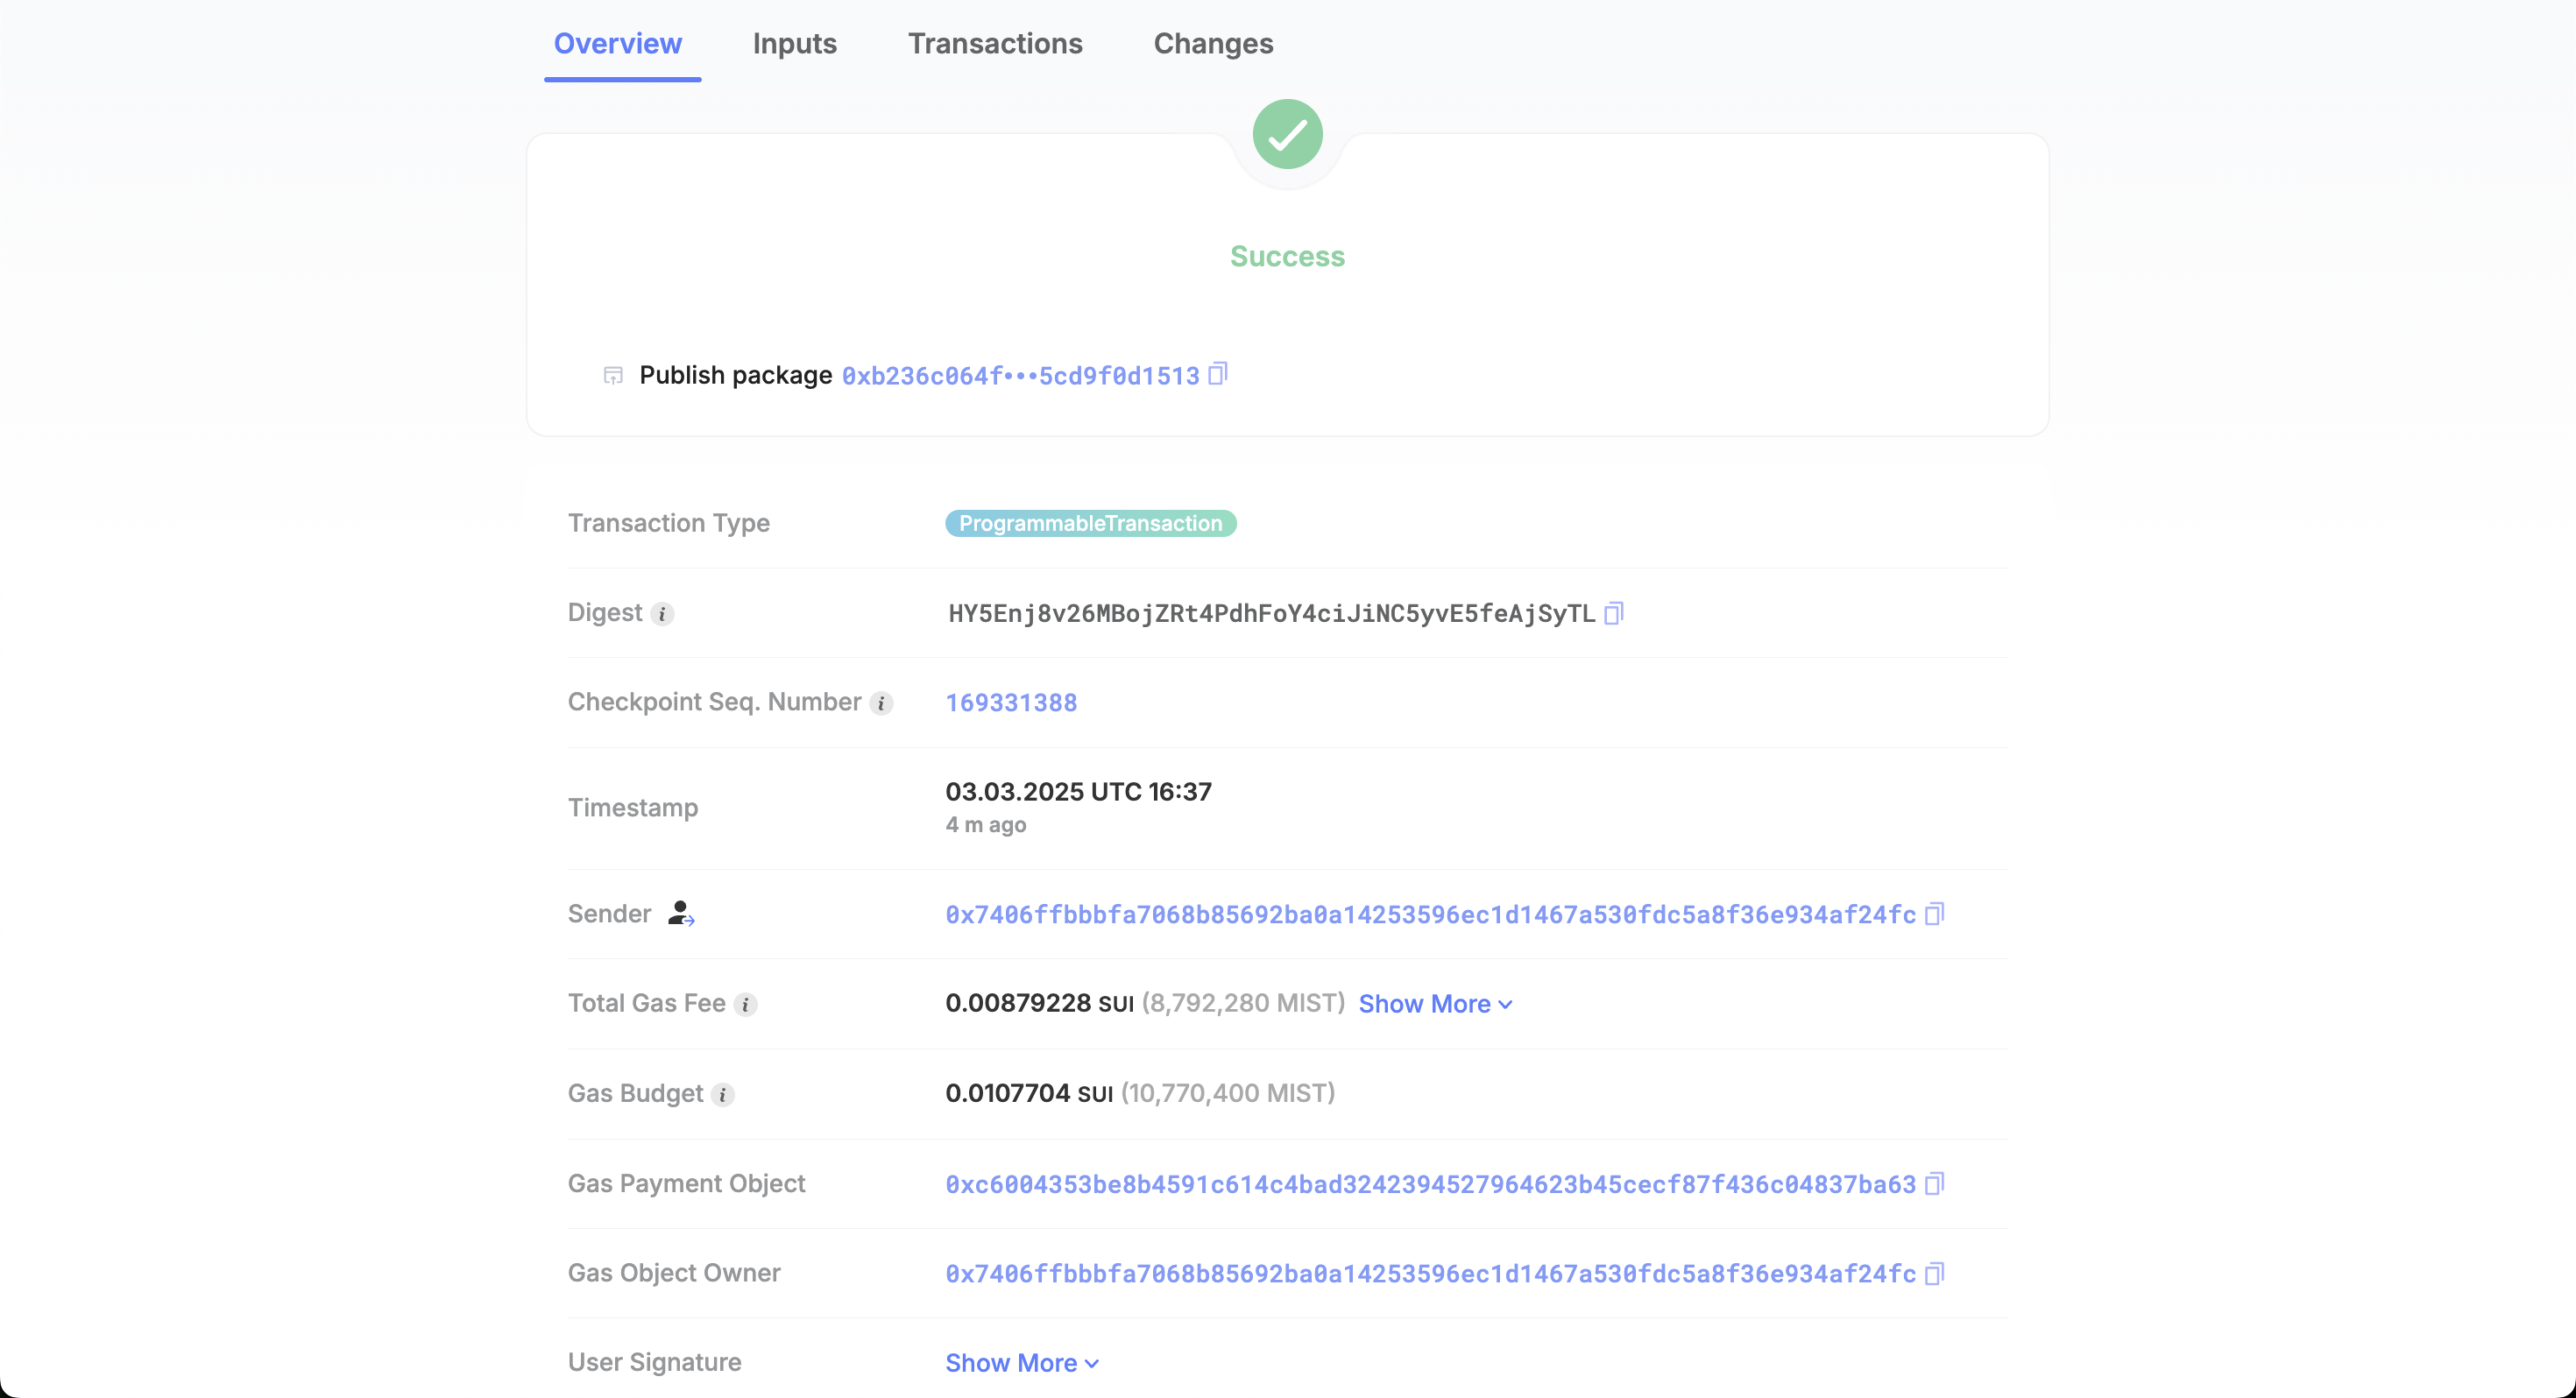 Overview Inputs Transactions Changes
Success
Publish package 0xb236c064f•••5cd9f0d1513
Transaction Type ProgrammableTransaction
Digest i HY5Enj8v26MBojZRt4PdhFoY4ciJiNC5yvE5feAjSyTL
Checkpoint Seq. Number i 169331388
Timestamp 03.03.2025 UTC 16:37
4 m ago
Sender 0x7406ffbbbfa7068b85692ba0a14253596ec1d1467a530fdc5a8f36e934af24fc
Total Gas Fee i 0.00879228 SUI (8,792,280 MIST) Show More
Gas Budget i 0.0107704 SUI (10,770,400 MIST)
Gas Payment Object 0xc6004353be8b4591c614c4bad3242394527964623b45cecf87f436c04837ba63
Gas Object Owner 0x7406ffbbbfa7068b85692ba0a14253596ec1d1467a530fdc5a8f36e934af24fc
User Signature Show More